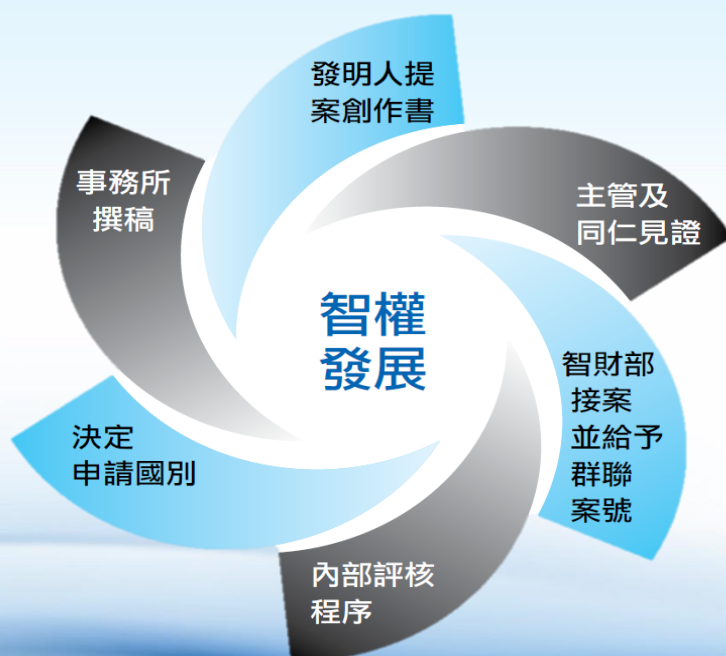 發明人提
案創作書
主管及
同仁見證
智財部
接案
並給予
群聯
案號
內部評核
程序
決定
申請國別
事務所
撰稿
智權
發展